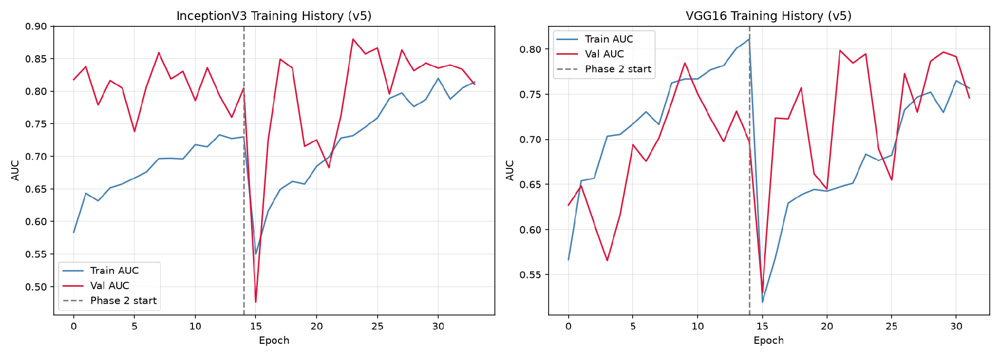 InceptionV3 Training History (v5)
0.90
0.85
0.80
0.75
0.70
0.65
0.60
0.55
0.50
AUC
Train AUC
Val AUC
Phase 2 start
0 5 10 15 20 25 30
Epoch
VGG16 Training History (v5)
Train AUC
Val AUC
Phase 2 start
0.80
0.75
0.70
0.65
0.60
0.55
AUC
0 5 10 15 20 25 30
Epoch